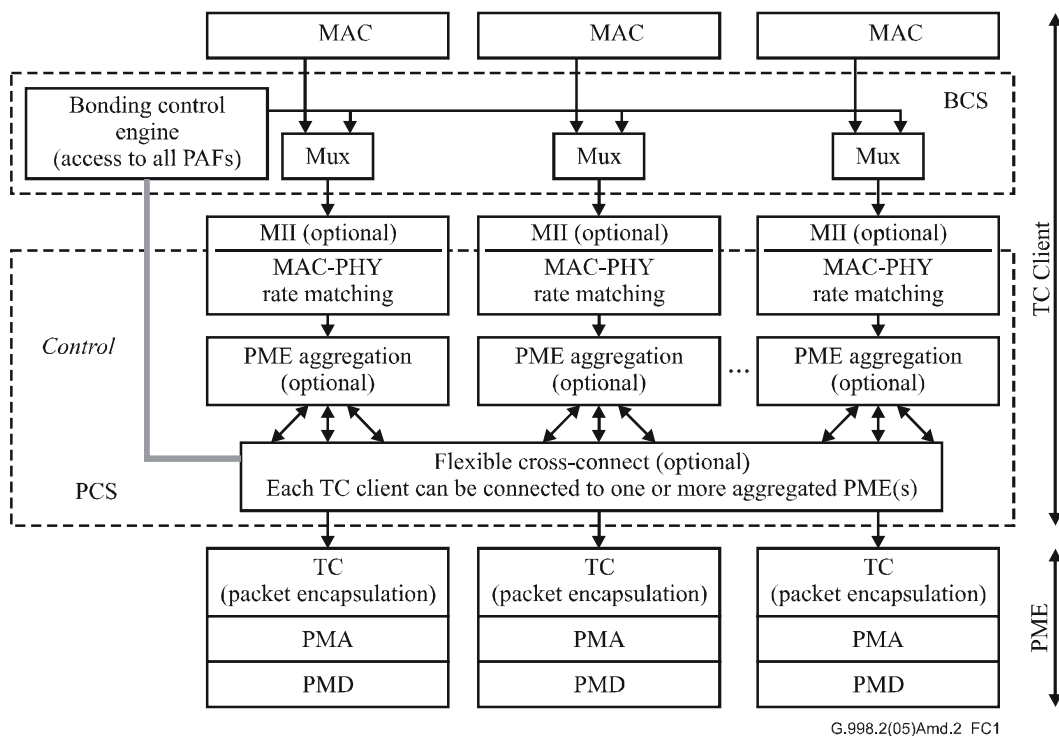 MAC
MAC
MAC
Bonding control
engine
(access to all PAFs)
BCS
Mux
Mux
Mux
MII (optional)
MAC-PHY
rate matching
MII (optional)
MAC-PHY
rate matching
MII (optional)
MAC-PHY
rate matching
TC Client
Control
PME aggregation
(optional)
PME aggregation
(optional)
...
PME aggregation
(optional)
Flexible cross-connect (optional)
Each TC client can be connected to one or more aggregated PME(s)
PCS
TC
(packet encapsulation)
PMA
PMD
TC
(packet encapsulation)
PMA
PMD
TC
(packet encapsulation)
PMA
PMD
PME
G.998.2(05)Amd.2_FC1